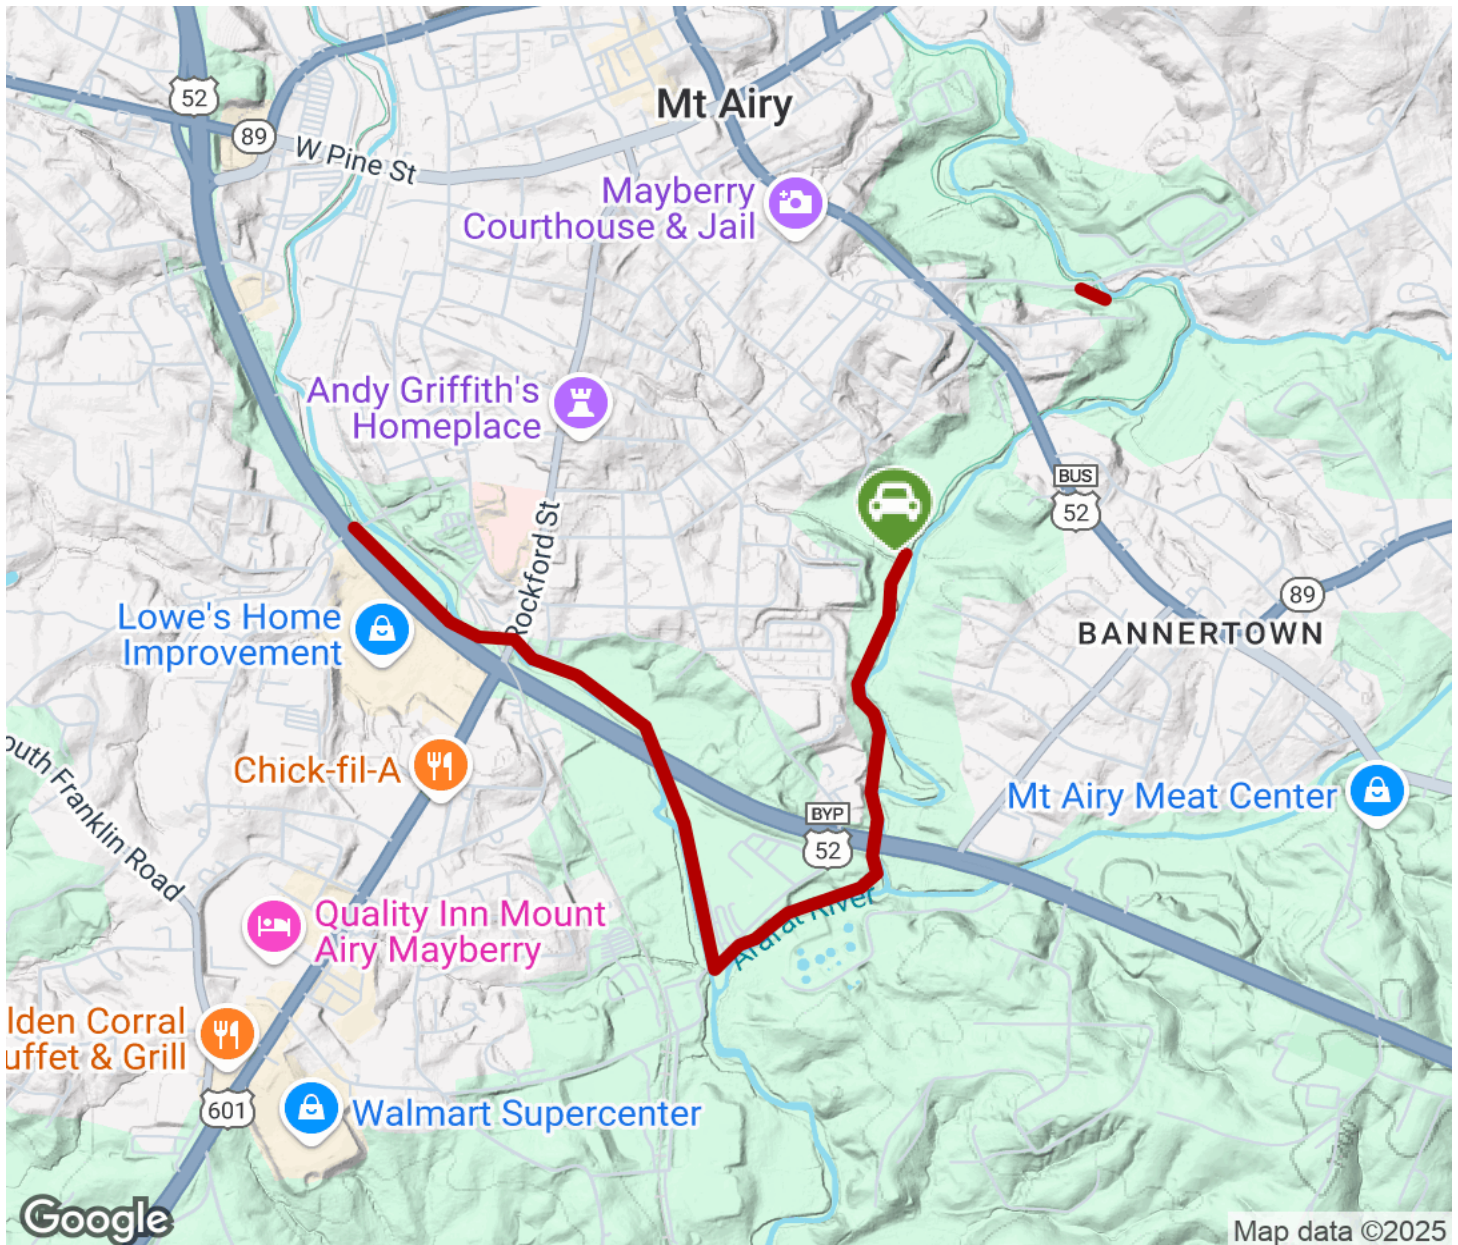 52
89
W Pine St
Mt Airy
Mayberry
Courthouse & Jail
Andy Griffith's
Homeplace
Rockford St
BUS
52
89
BANNERTOWN
Lowe's Home
Improvement
Chick-fil-A
outh Franklin Road
BYP
52
Mt Airy Meat Center
Ararat River
Quality Inn Mount
Airy Mayberry
lden Corral
uffet & Grill
601
Walmart Supercenter
Google
Map data ©2025